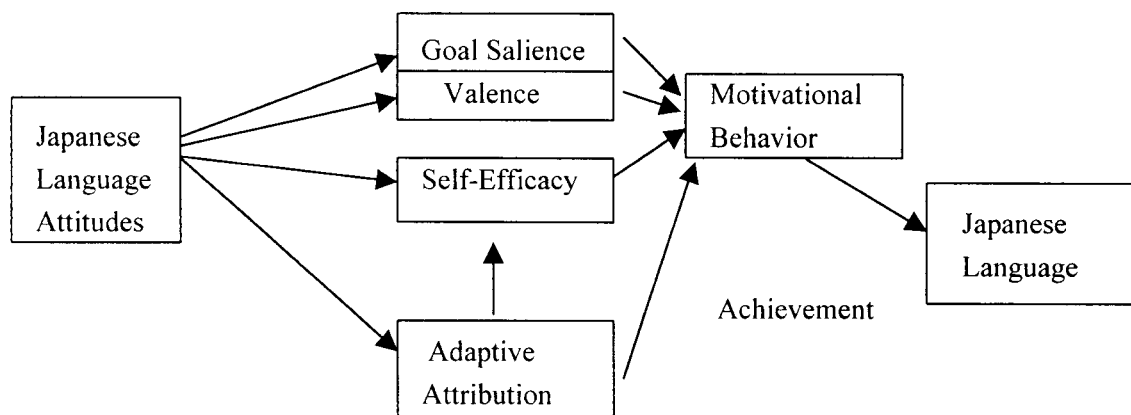 Japanese
Language
Attitudes
Goal Salience
Valence
Self-Efficacy
Adaptive
Attribution
Motivational
Behavior
Japanese
Language
Achievement